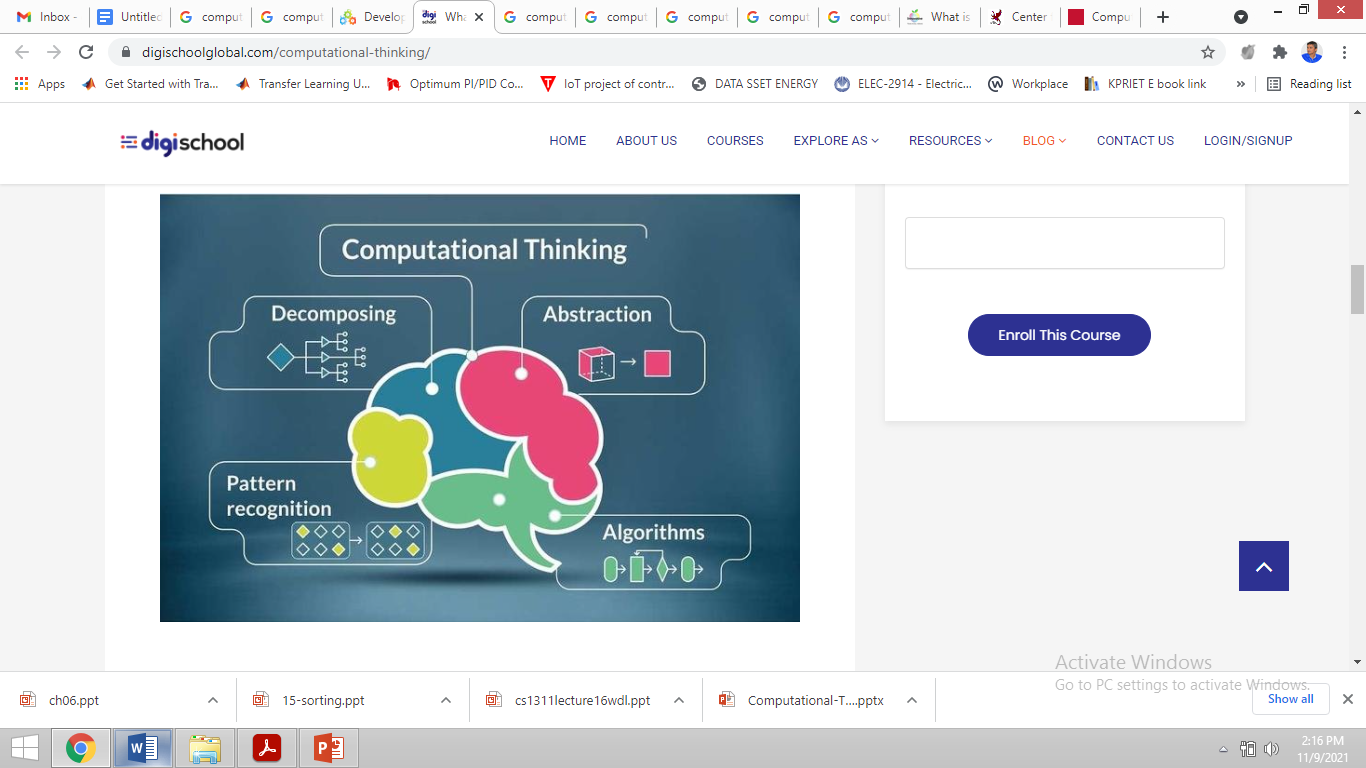 Inbox -
Untitled
comput
comput
Develop
Wha
comput
comput
comput
comput
comput
What is
Center
Compu
digischoolglobal.com/computational-thinking/
Apps
Get Started with Tra...
Transfer Learning U...
Optimum PI/PID Co...
IoT project of contr...
DATA SSET ENERGY
ELEC-2914 - Electric...
Workplace
KPRIET E book link
»
Reading list
digischool
HOME
ABOUT US
COURSES
EXPLORE AS
RESOURCES
BLOG
CONTACT US
LOGIN/SIGNUP
Computational Thinking
Decomposing
Abstraction
Pattern
recognition
Algorithms
Enroll This Course
Activate Windows
Go to PC settings to activate Windows.
ch06.ppt
15-sorting.ppt
cs1311lecture16wdl.ppt
Computational-T....pptx
Show all
2:16 PM
11/9/2021